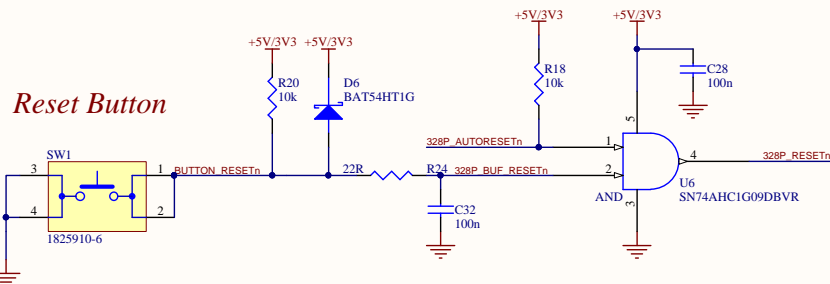 +5V/3V3
+5V/3V3
+5V/3V3
+5V/3V3
R20
10k
D6
BAT54HT1G
R18
10k
C28
100n
Reset Button
5
328P_AUTORESETn
1
SW1
3
1
BUTTON_RESETn
22R
R24
328P_BUF_RESETn
2
4
328P_RESETn
U6
SN74AHC1G09DBVR
AND
3
4
2
C32
100n
1825910-6